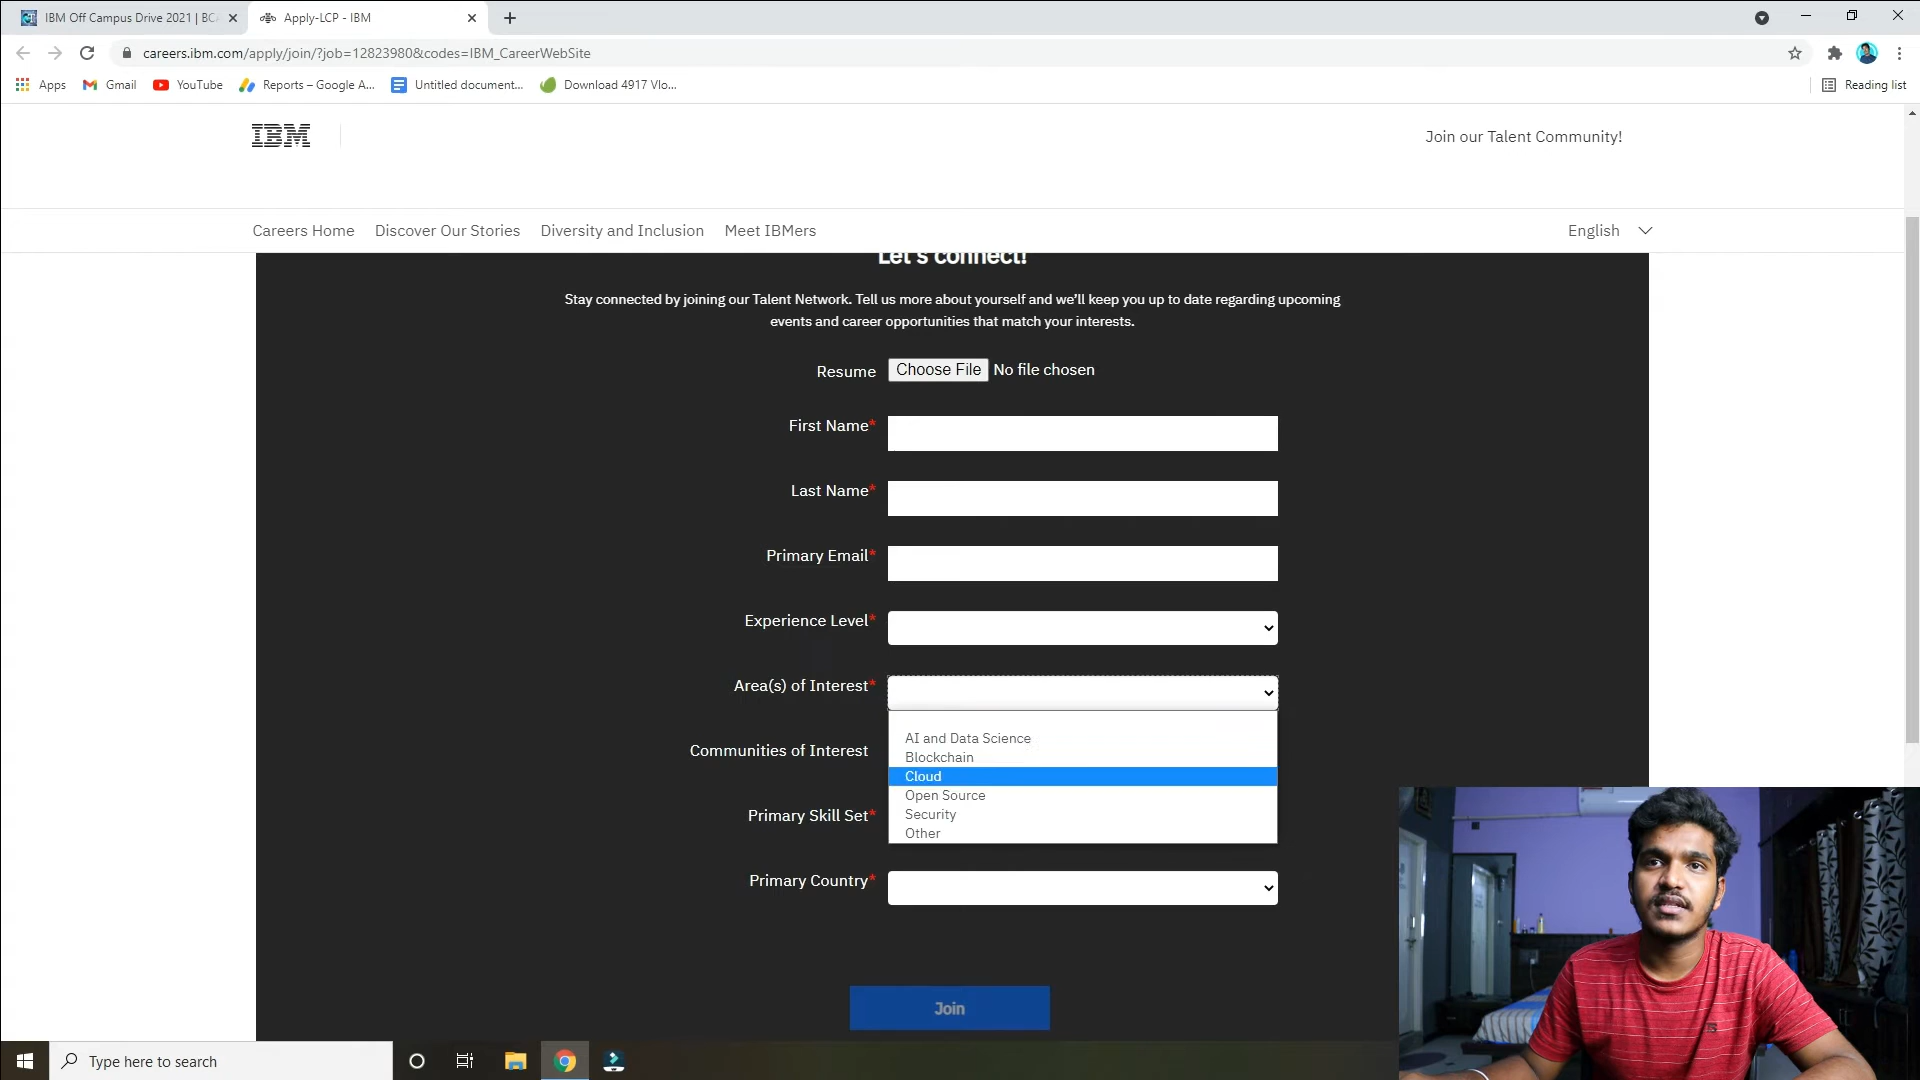 IBM Off Campus Drive 2021 | BCA
Apply-LCP - IBM
careers.ibm.com/apply/join/?job=12823980&codes=IBM_CareerWebSite
Apps
Gmail
YouTube
Reports – Google A...
Untitled document...
Download 4917 Vlo...
Reading list
IBM
Join our Talent Community!
Careers Home
Discover Our Stories
Diversity and Inclusion
Meet IBMers
English
Let's connect!
Stay connected by joining our Talent Network. Tell us more about yourself and we'll keep you up to date regarding upcoming
events and career opportunities that match your interests.
Resume
Choose File No file chosen
First Name*
Last Name*
Primary Email*
Experience Level*
Area(s) of Interest*
AI and Data Science
Blockchain
Cloud
Open Source
Security
Other
Communities of Interest
Primary Skill Set*
Primary Country*
Join
Type here to search